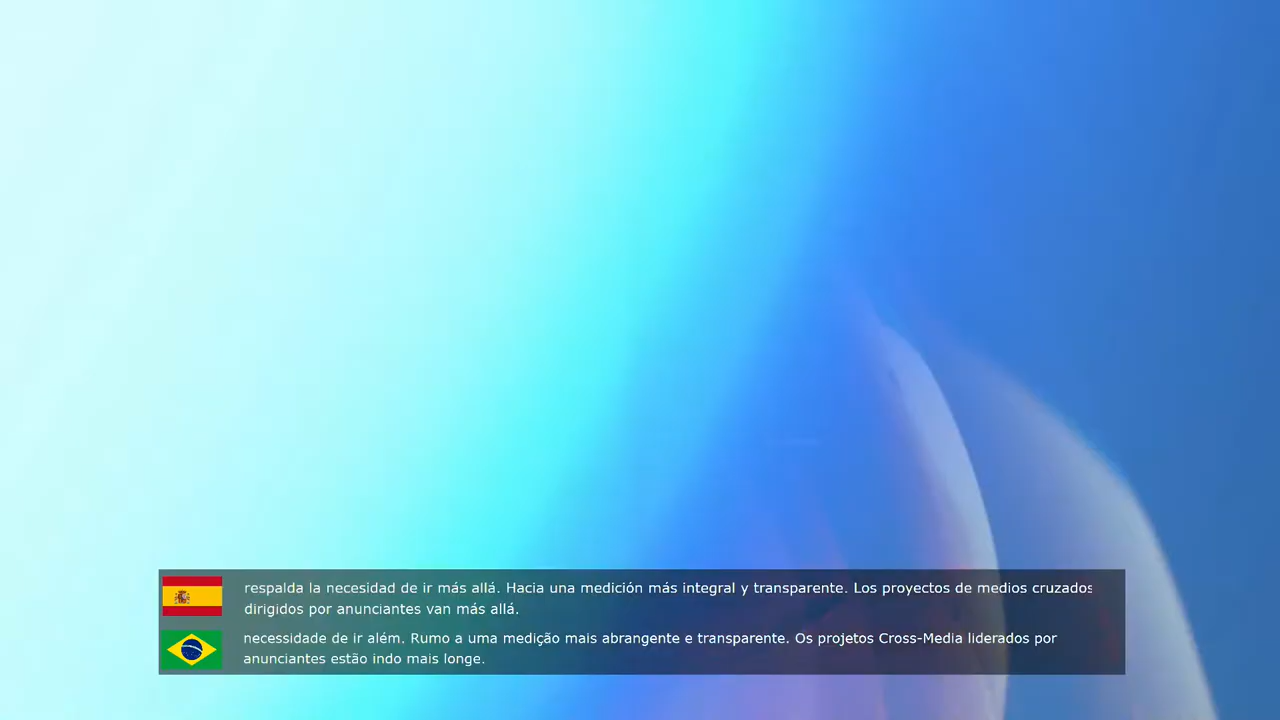 respalda la necesidad de ir más allá. Hacia una medición más integral y transparente. Los proyectos de medios cruzados
dirigidos por anunciantes van más allá.
necessidade de ir além. Rumo a uma medição mais abrangente e transparente. Os projetos Cross-Media liderados por
anunciantes estão indo mais longe.